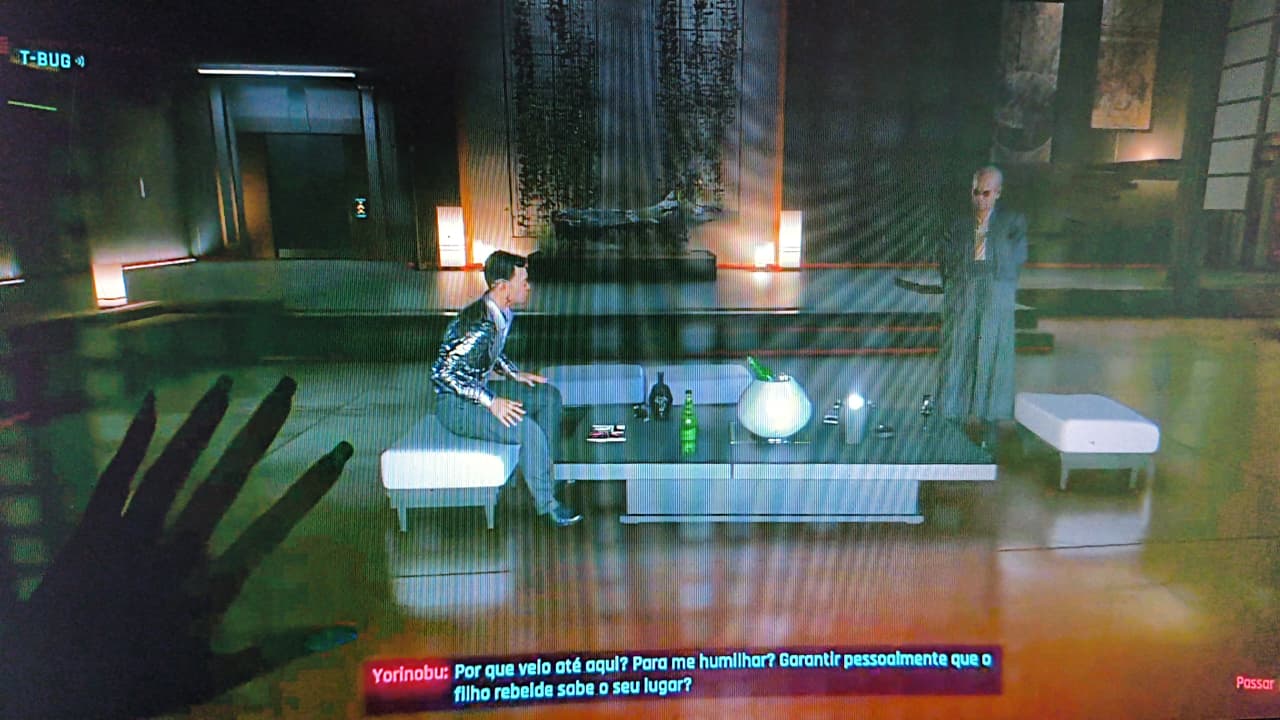 T-BUG
Yorinobu: Por que veio até aqui? Para me humilhar? Garantir pessoalmente que o
filho rebelde sabe o seu lugar?
Passar